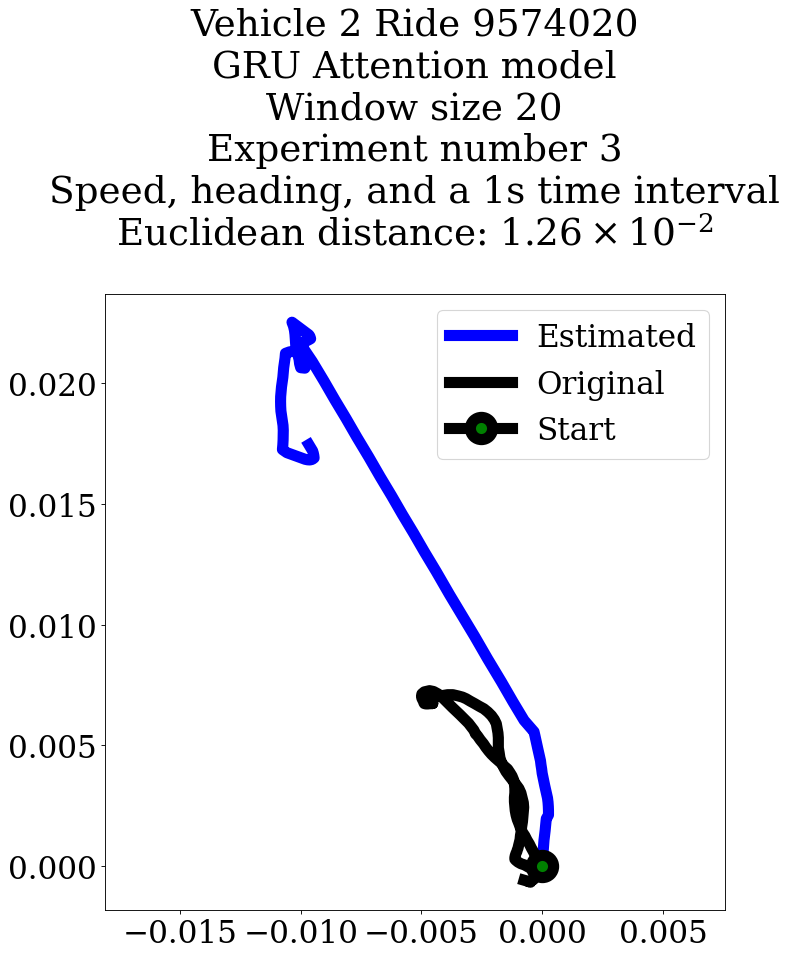 Vehicle 2 Ride 9574020
GRU Attention model
Window size 20
Experiment number 3
Speed, heading, and a 1s time interval
Euclidean distance: 1.26 × 10⁻²
Estimated
Original
Start
0.020
0.015
0.010
0.005
0.000
−0.015 −0.010 −0.005 0.000 0.005